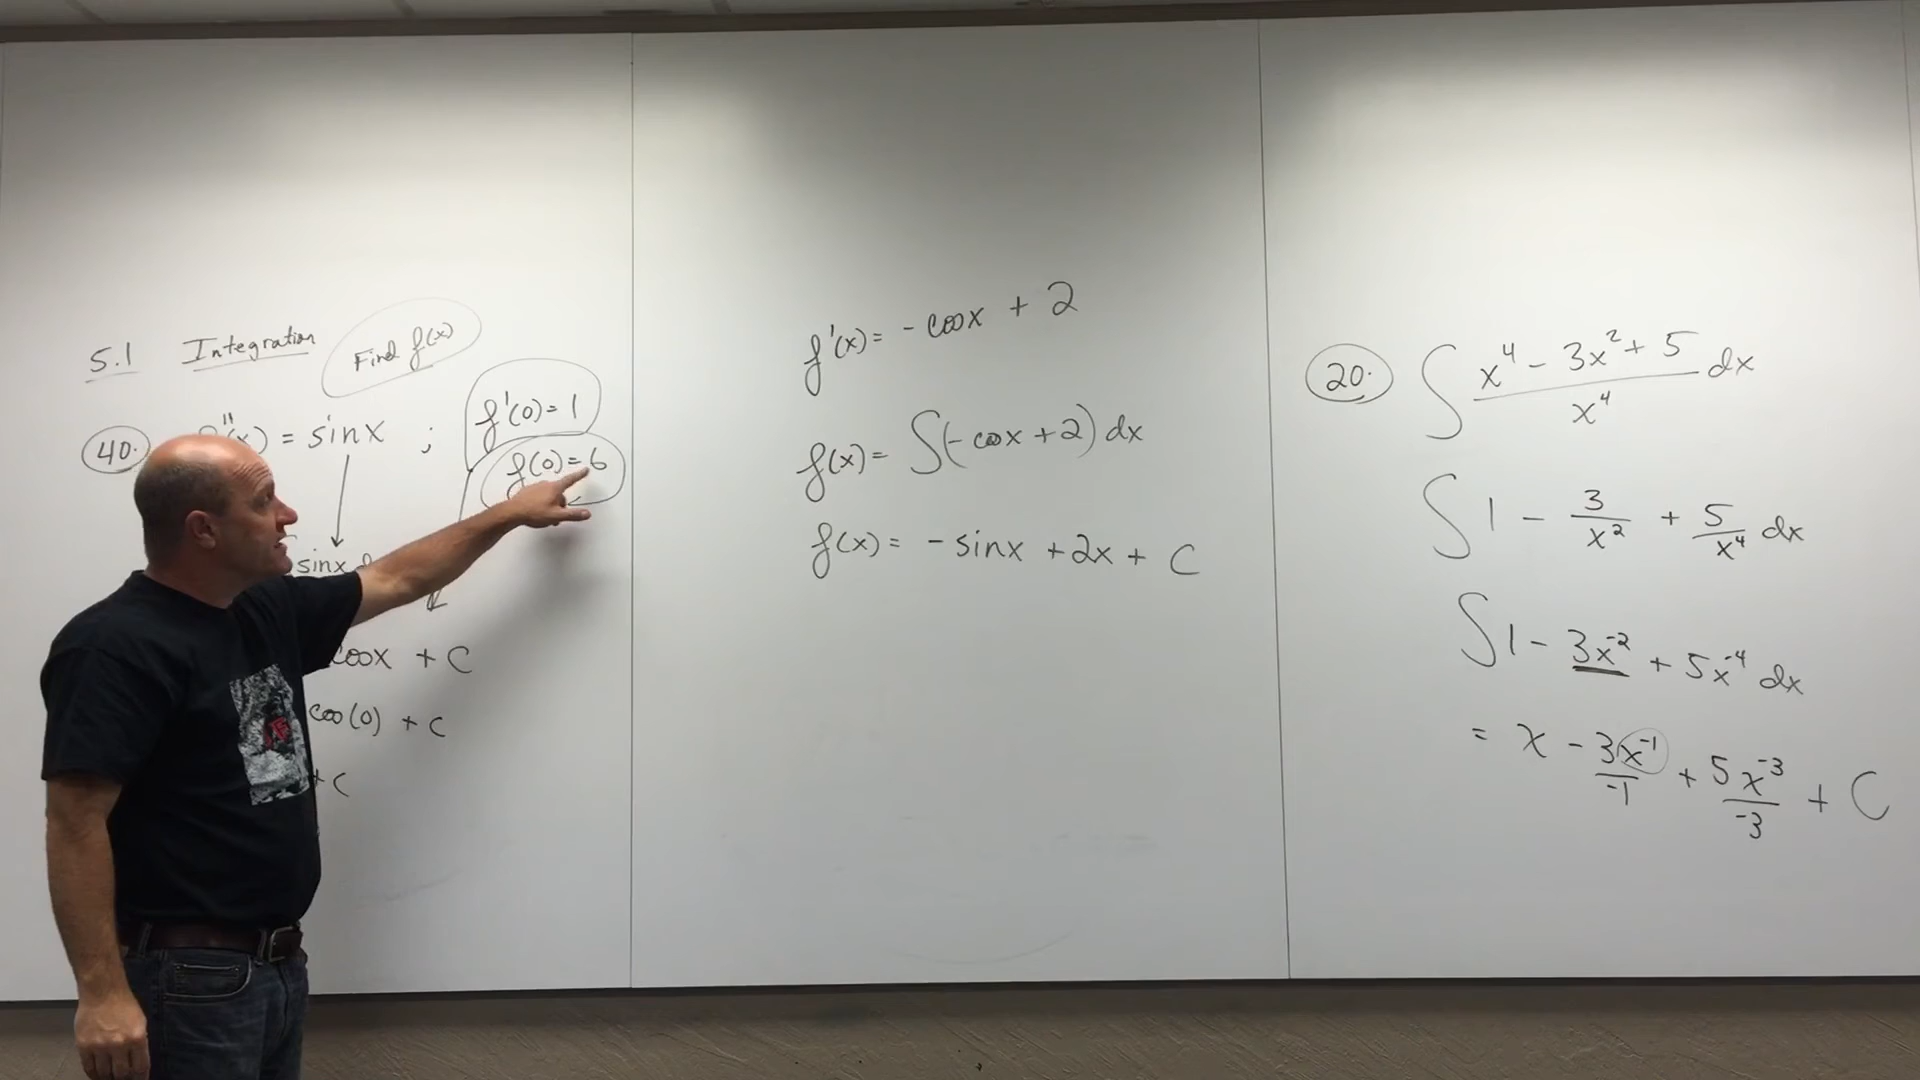 5.1 Integration Find f(x)
40. f''(x) = sinx ; f'(0) = 1
f(0) = 6
sinx d
cosx + C
cos(0) + C
+ C
f'(x) = - cosx + 2
f(x) = ∫(- cosx + 2) dx
f(x) = - sinx + 2x + C
20. ∫ (x⁴ - 3x² + 5)/x⁴ dx
∫ 1 - 3/x² + 5/x⁴ dx
∫ 1 - 3x⁻² + 5x⁻⁴ dx
= x - 3x⁻¹/-1 + 5x⁻³/-3 + C